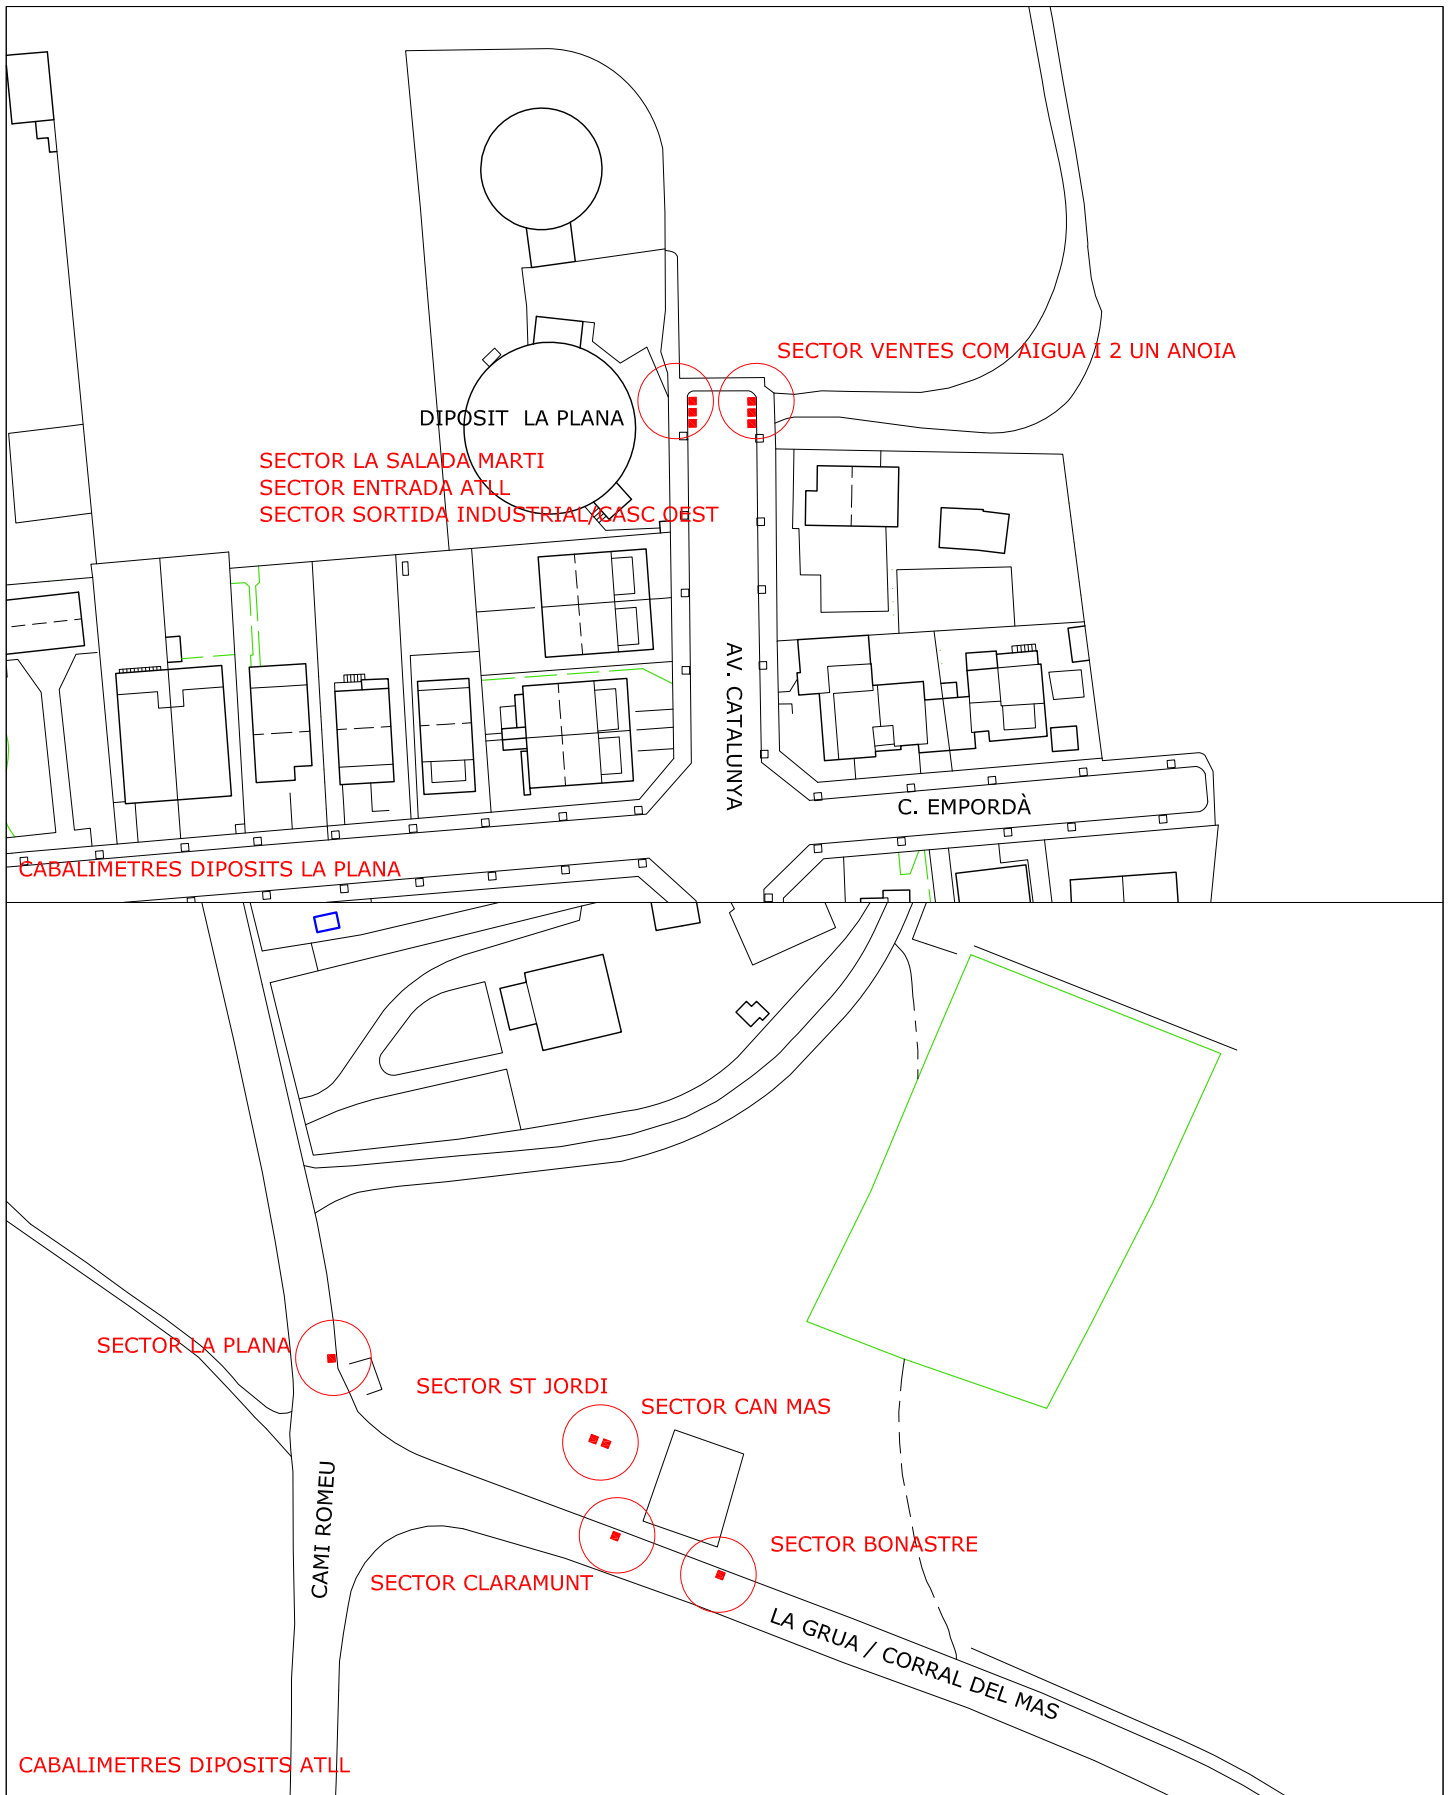 SECTOR VENTES COM AIGUA I 2 UN ANOIA
DIPOSIT LA PLANA
SECTOR LA SALADA MARTI
SECTOR ENTRADA ATLL
SECTOR SORTIDA INDUSTRIAL/CASC OEST
AV. CATALUNYA
C. EMPORDÀ
CABALIMETRES DIPOSITS LA PLANA
SECTOR LA PLANA
SECTOR ST JORDI
SECTOR CAN MAS
CAMI ROMEU
SECTOR BONASTRE
SECTOR CLARAMUNT
LA GRUA / CORRAL DEL MAS
CABALIMETRES DIPOSITS ATLL